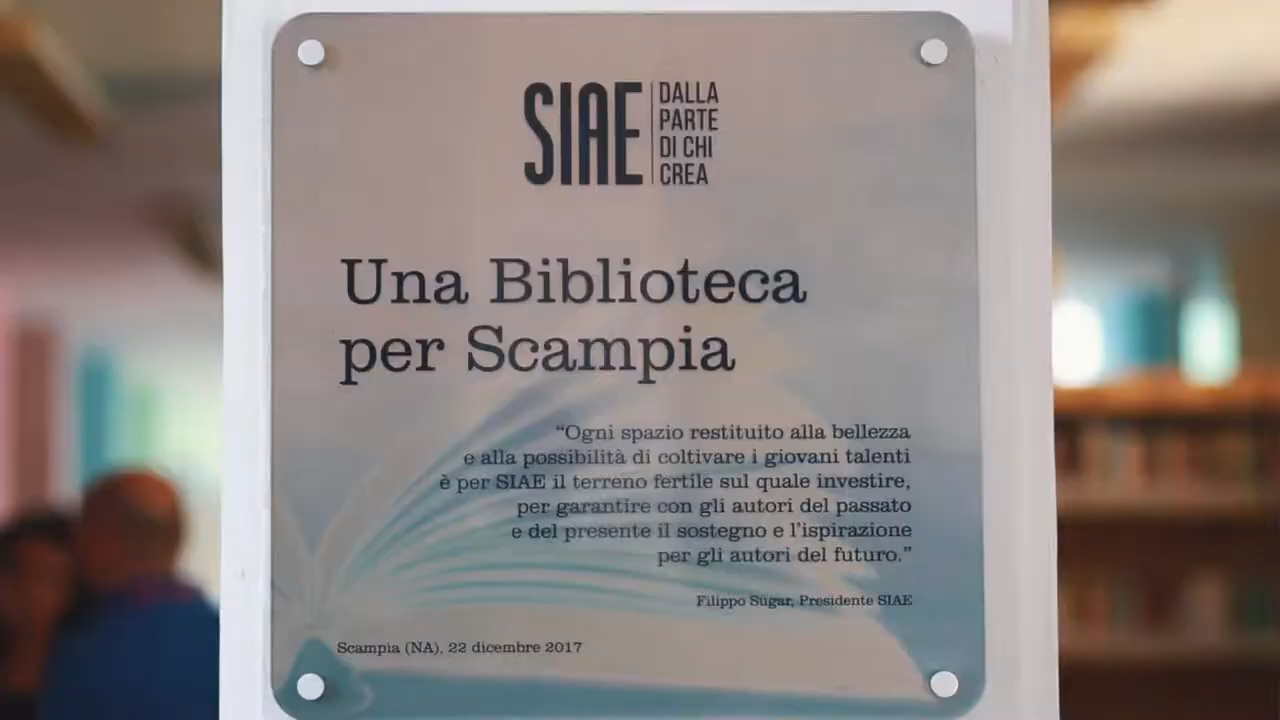 SIAE
DALLA
PARTE
DI CHI
CREA
Una Biblioteca
per Scampia
“Ogni spazio restituito alla bellezza
e alla possibilità di coltivare i giovani talenti
è per SIAE il terreno fertile sul quale investire,
per garantire con gli autori del passato
e del presente il sostegno e l’ispirazione
per gli autori del futuro.”
Filippo Sugar, Presidente SIAE
Scampia (NA), 22 dicembre 2017